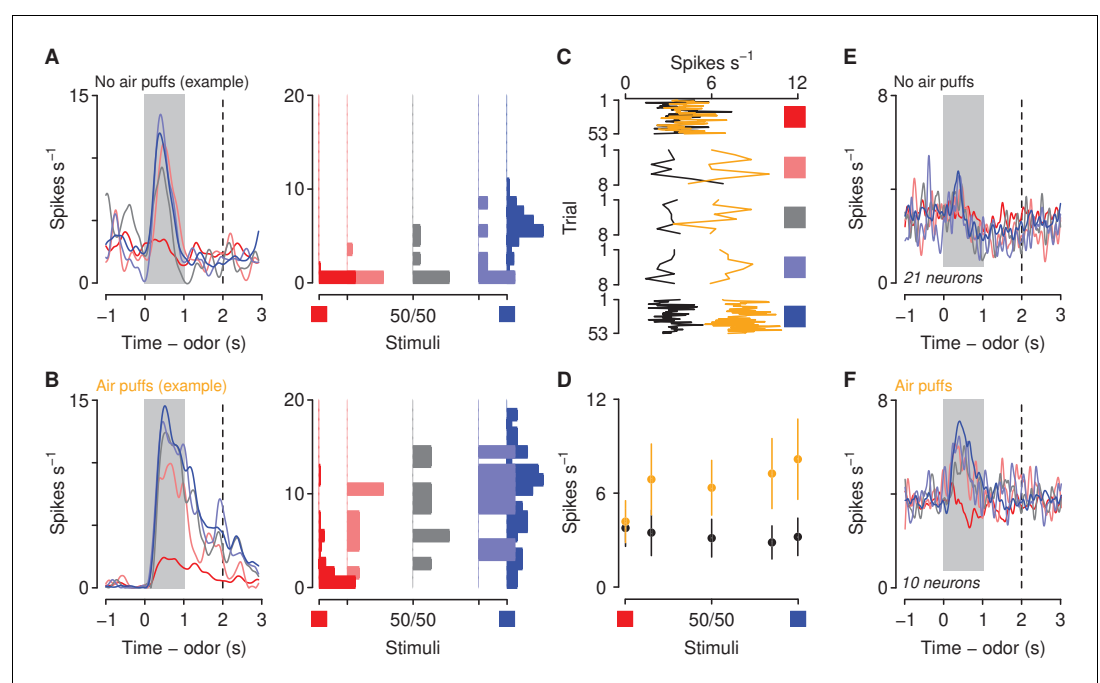 A
No air puffs (example)
15
0
Spikes s⁻¹
−1 0 1 2 3
Time − odor (s)
20
10
0
50/50
Stimuli
B
Air puffs (example)
15
0
Spikes s⁻¹
−1 0 1 2 3
Time − odor (s)
20
10
0
50/50
Stimuli
C
Spikes s⁻¹
0 6 12
Trial
1
53
1
8
1
8
1
8
1
53
D
12
6
0
Spikes s⁻¹
50/50
Stimuli
E
No air puffs
8
0
Spikes s⁻¹
21 neurons
−1 0 1 2 3
Time − odor (s)
F
Air puffs
8
0
Spikes s⁻¹
10 neurons
−1 0 1 2 3
Time − odor (s)